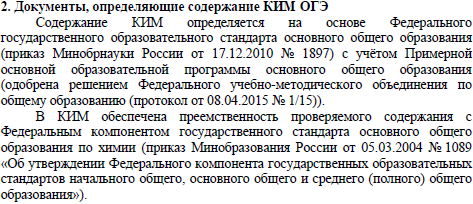 2. Документы, определяющие содержание КИМ ОГЭ
Содержание КИМ определяется на основе Федерального
государственного образовательного стандарта основного общего образования
(приказ Минобрнауки России от 17.12.2010 № 1897) с учётом Примерной
основной образовательной программы основного общего образования
(одобрена решением Федерального учебно-методического объединения по
общему образованию (протокол от 08.04.2015 № 1/15)).
В КИМ обеспечена преемственность проверяемого содержания с
Федеральным компонентом государственного стандарта основного общего
образования по химии (приказ Минобразования России от 05.03.2004 № 1089
«Об утверждении Федерального компонента государственных образовательных
стандартов начального общего, основного общего и среднего (полного) общего
образования»).